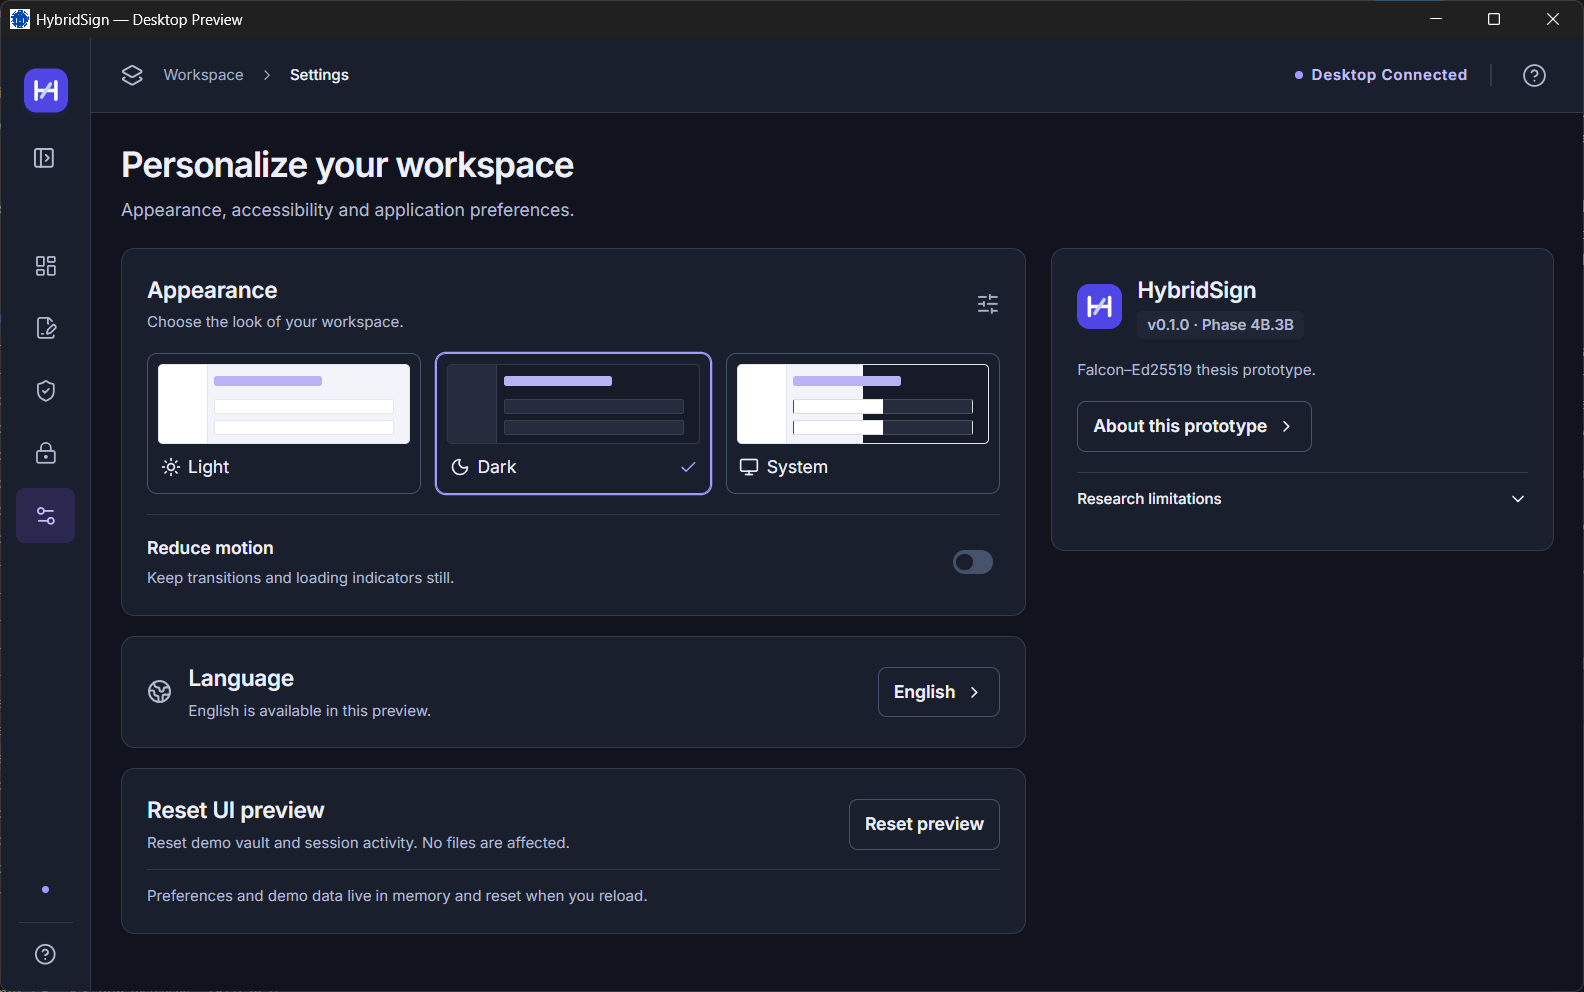 HybridSign — Desktop Preview
Workspace
Settings
Desktop Connected
Personalize your workspace
Appearance, accessibility and application preferences.
Appearance
Choose the look of your workspace.
Light
Dark
System
Reduce motion
Keep transitions and loading indicators still.
Language
English is available in this preview.
English
Reset UI preview
Reset demo vault and session activity. No files are affected.
Reset preview
Preferences and demo data live in memory and reset when you reload.
HybridSign
v0.1.0 · Phase 4B.3B
Falcon–Ed25519 thesis prototype.
About this prototype
Research limitations